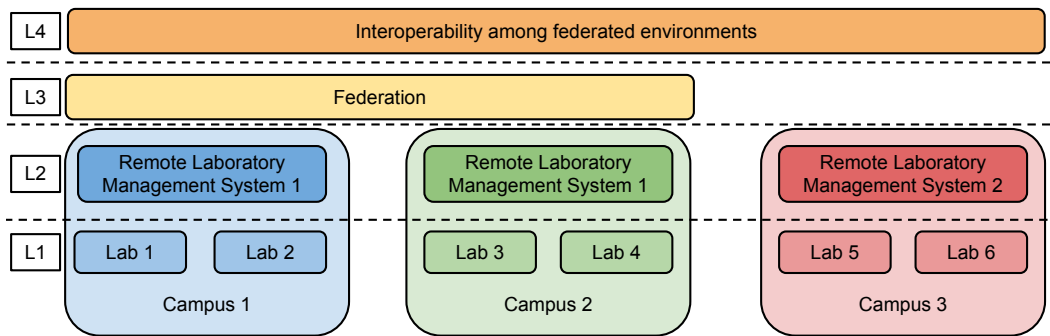 L4
Interoperability among federated environments
L3
Federation
L2
Remote Laboratory
Management System 1
Remote Laboratory
Management System 1
Remote Laboratory
Management System 2
L1
Lab 1
Lab 2
Lab 3
Lab 4
Lab 5
Lab 6
Campus 1
Campus 2
Campus 3